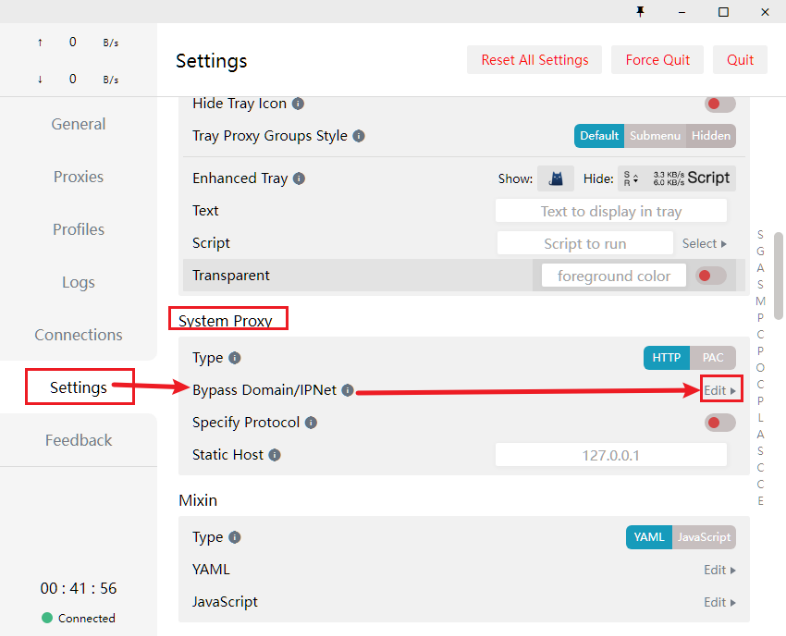 ↑ 0 B/s
↓ 0 B/s
General
Proxies
Profiles
Logs
Connections
Settings
Feedback
00 : 41 : 56
Connected
Settings
Reset All Settings Force Quit Quit
Hide Tray Icon
Tray Proxy Groups Style Default Submenu Hidden
Enhanced Tray Show: Hide: S R 3.3 KB/s 6.0 KB/s Script
Text Text to display in tray
Script Script to run Select
Transparent foreground color
System Proxy
Type HTTP PAC
Bypass Domain/IPNet Edit
Specify Protocol
Static Host 127.0.0.1
Mixin
Type YAML JavaScript
YAML Edit
JavaScript Edit
S
G
A
S
M
P
C
P
O
C
P
L
A
S
C
C
E